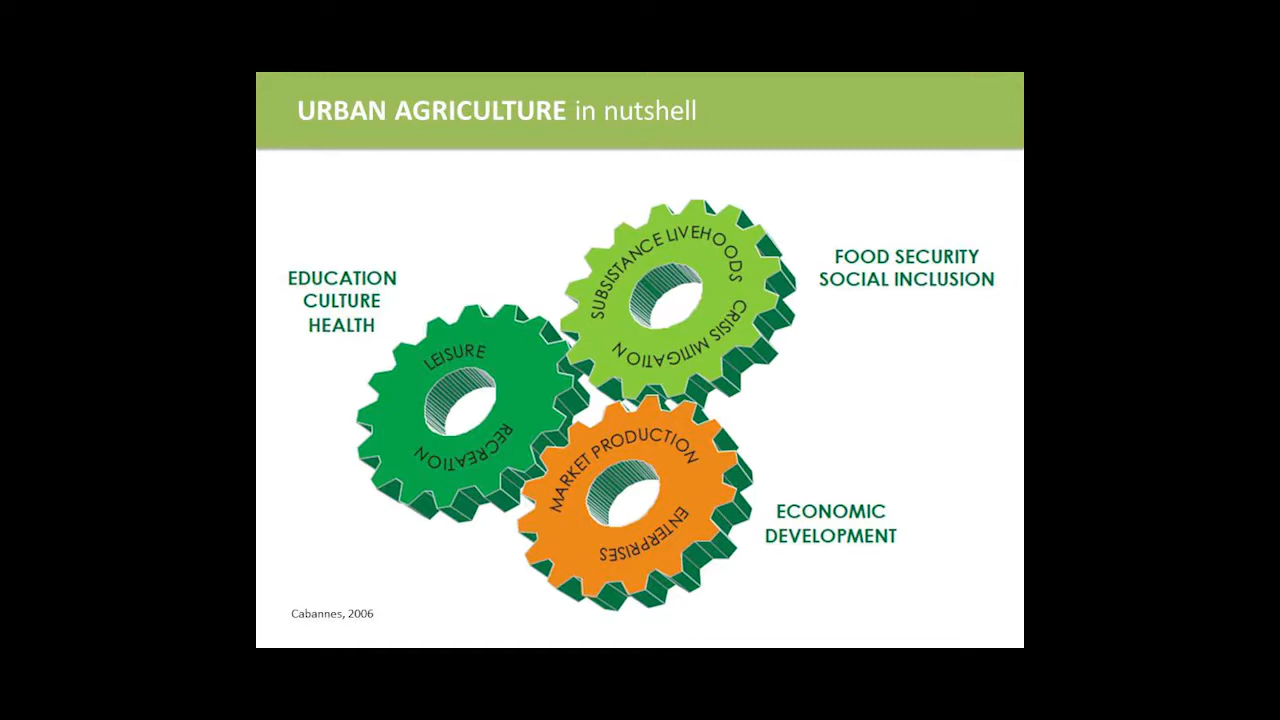 URBAN AGRICULTURE in nutshell
EDUCATION
CULTURE
HEALTH
LEISURE
RECREATION
SUBSISTANCE LIVEHOODS
CRISIS MITIGATION
FOOD SECURITY
SOCIAL INCLUSION
MARKET PRODUCTION
ENTERPRISES
ECONOMIC
DEVELOPMENT
Cabannes, 2006